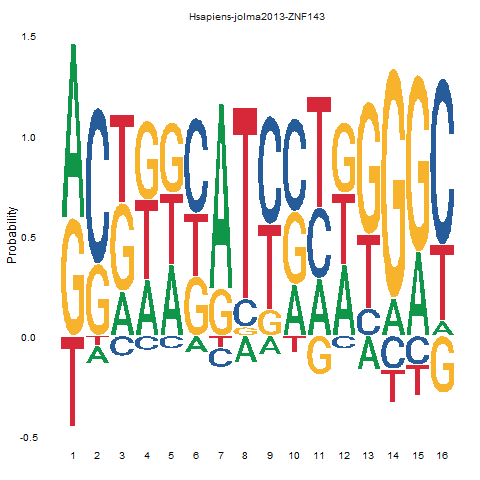 Hsapiens-jolma2013-ZNF143
Probability
1.5
1.0
0.5
0.0
-0.5
1 2 3 4 5 6 7 8 9 10 11 12 13 14 15 16
A C T G G C A T C C T G G G G C
G G G T T T G C T G C T T A A T
T A A A A G T G G A A A C C C A
T C C C A C A A T G C A T T G